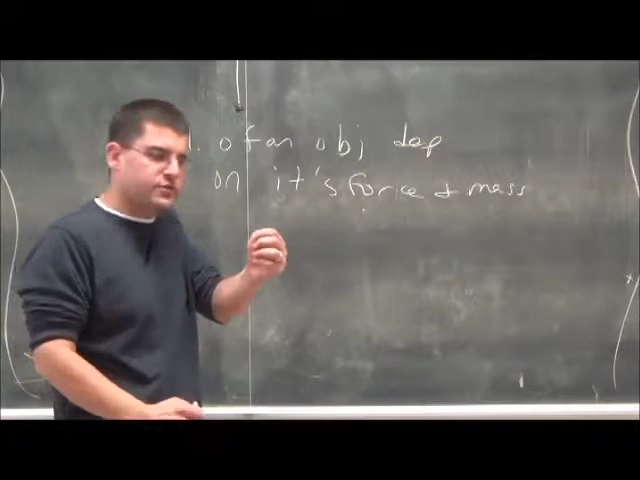 of an obj dep
on it's force + mass